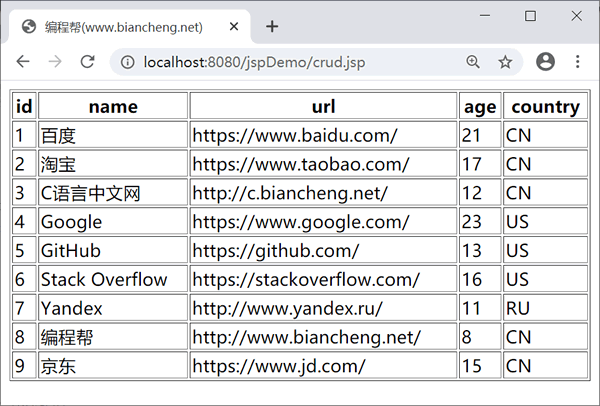 编程帮(www.biancheng.net)
localhost:8080/jspDemo/crud.jsp
id name url age country
1 百度 https://www.baidu.com/ 21 CN
2 淘宝 https://www.taobao.com/ 17 CN
3 C语言中文网 http://c.biancheng.net/ 12 CN
4 Google https://www.google.com/ 23 US
5 GitHub https://github.com/ 13 US
6 Stack Overflow https://stackoverflow.com/ 16 US
7 Yandex http://www.yandex.ru/ 11 RU
8 编程帮 http://www.biancheng.net/ 8 CN
9 京东 https://www.jd.com/ 15 CN